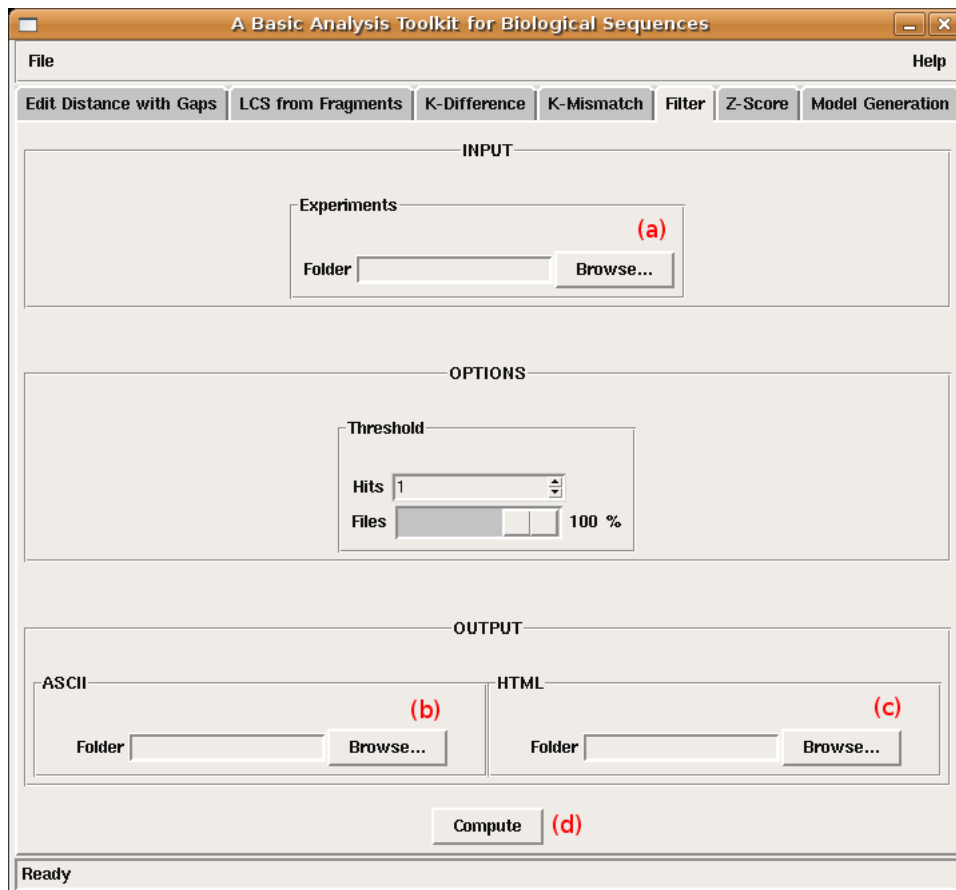 A Basic Analysis Toolkit for Biological Sequences
File Help
Edit Distance with Gaps LCS from Fragments K-Difference K-Mismatch Filter Z-Score Model Generation
INPUT
Experiments
(a)
Folder Browse...
OPTIONS
Threshold
Hits 1
Files 100 %
OUTPUT
ASCII HTML
(b) (c)
Folder Browse... Folder Browse...
Compute (d)
Ready